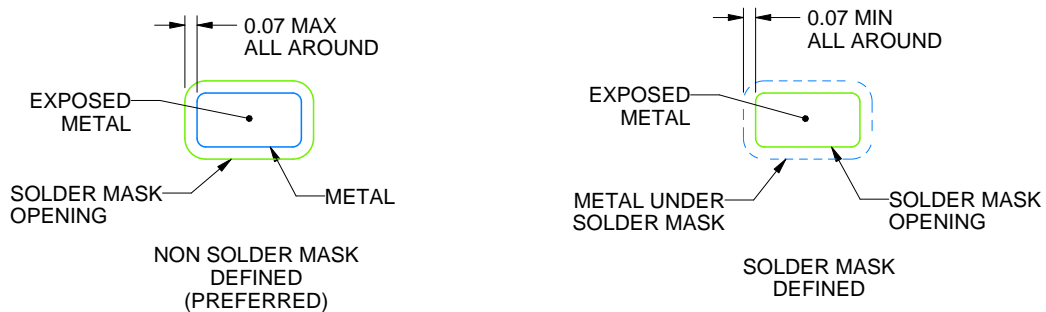 0.07 MAX
ALL AROUND
EXPOSED
METAL
SOLDER MASK
OPENING
METAL
NON SOLDER MASK
DEFINED
(PREFERRED)
0.07 MIN
ALL AROUND
EXPOSED
METAL
METAL UNDER
SOLDER MASK
SOLDER MASK
OPENING
SOLDER MASK
DEFINED